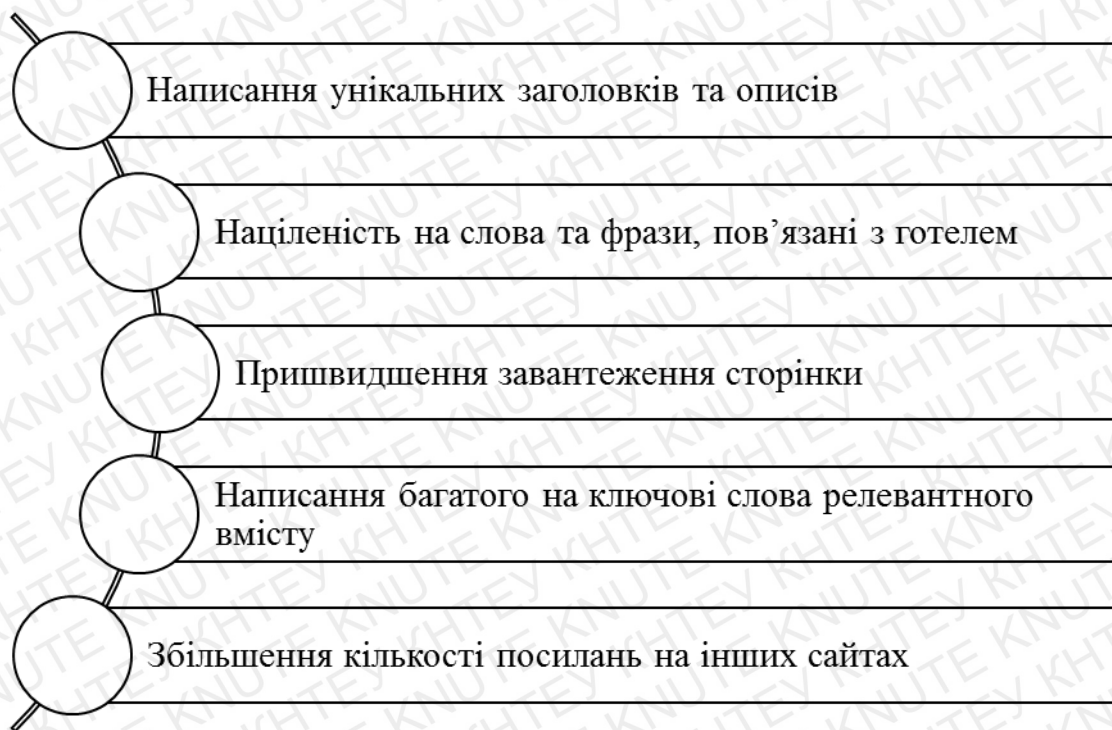 Написання унікальних заголовків та описів
Націленість на слова та фрази, пов’язані з готелем
Пришвидшення завантеження сторінки
Написання багатого на ключові слова релевантного
вмісту
Збільшення кількості посилань на інших сайтах